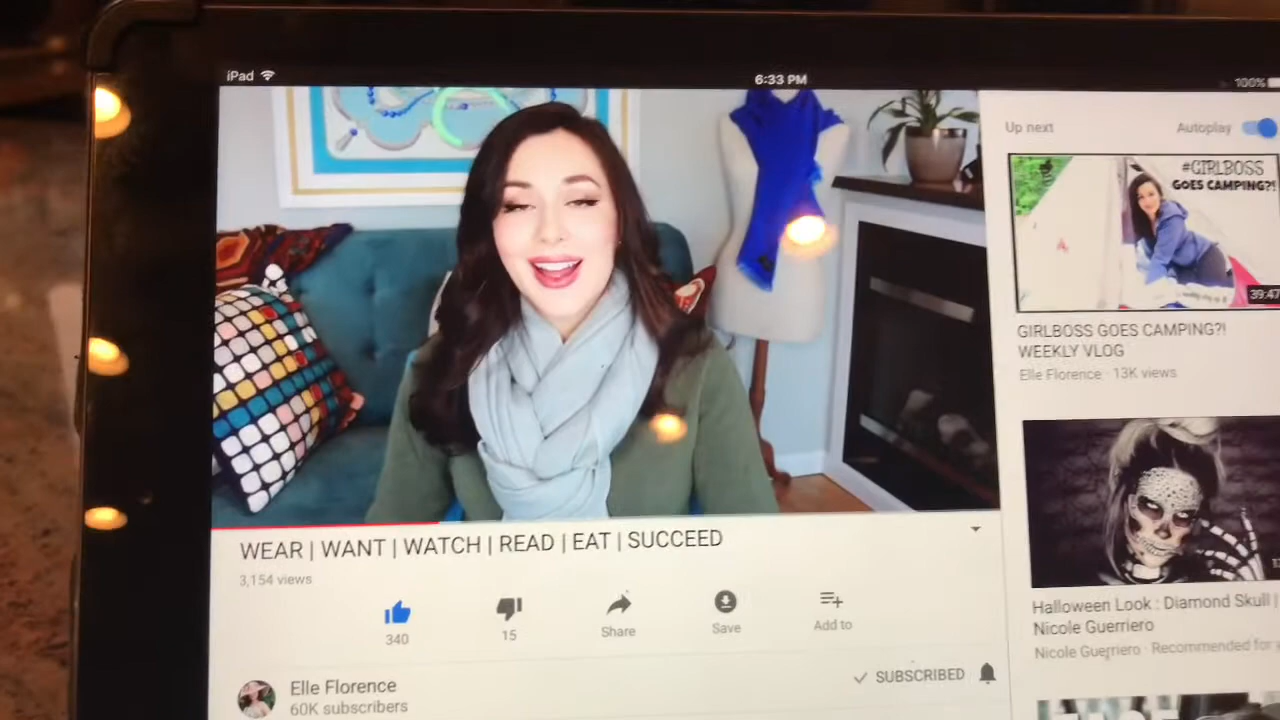 iPad
6:33 PM
100%
Up next
Autoplay
#GIRLBOSS
GOES CAMPING?!
39:47
GIRLBOSS GOES CAMPING?!
WEEKLY VLOG
Elle Florence · 13K views
WEAR | WANT | WATCH | READ | EAT | SUCCEED
3,154 views
340
15
Share
Save
Add to
Halloween Look : Diamond Skull |
Nicole Guerriero
Nicole Guerriero · Recommended for
Elle Florence
60K subscribers
SUBSCRIBED